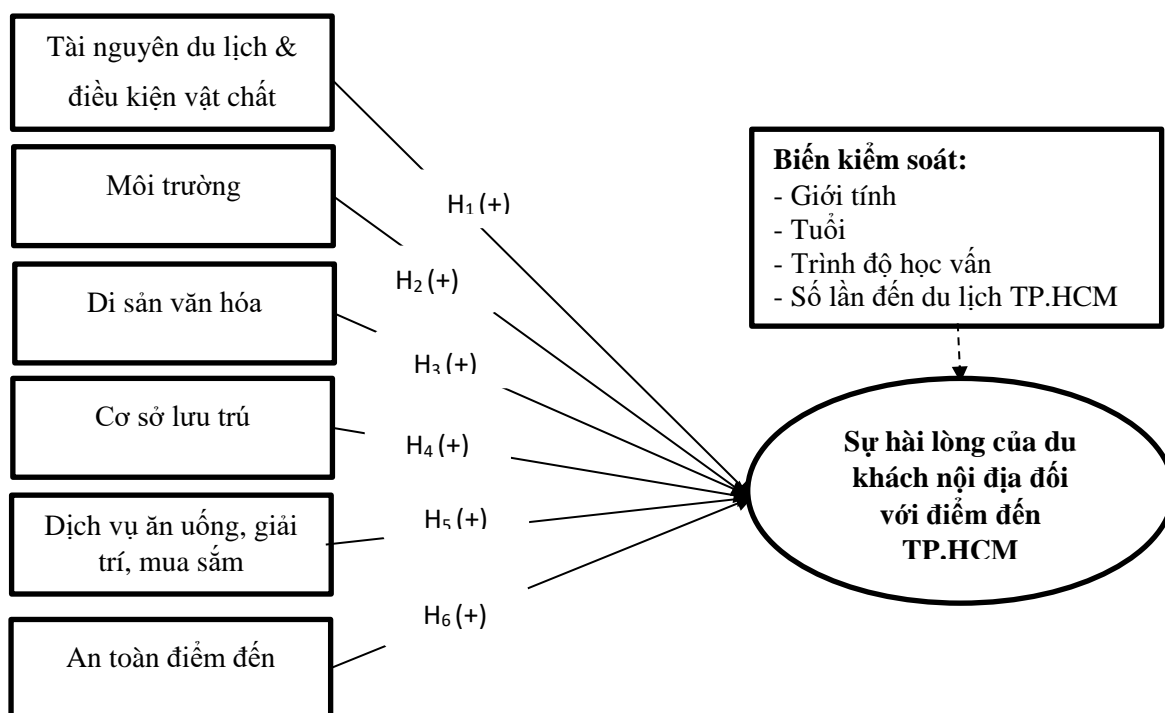 Tài nguyên du lịch &
điều kiện vật chất
Môi trường
Di sản văn hóa
Cơ sở lưu trú
Dịch vụ ăn uống, giải
trí, mua sắm
An toàn điểm đến
H1 (+)
H2 (+)
H3 (+)
H4 (+)
H5 (+)
H6 (+)
Biến kiểm soát:
- Giới tính
- Tuổi
- Trình độ học vấn
- Số lần đến du lịch TP.HCM
Sự hài lòng của du
khách nội địa đối
với điểm đến
TP.HCM